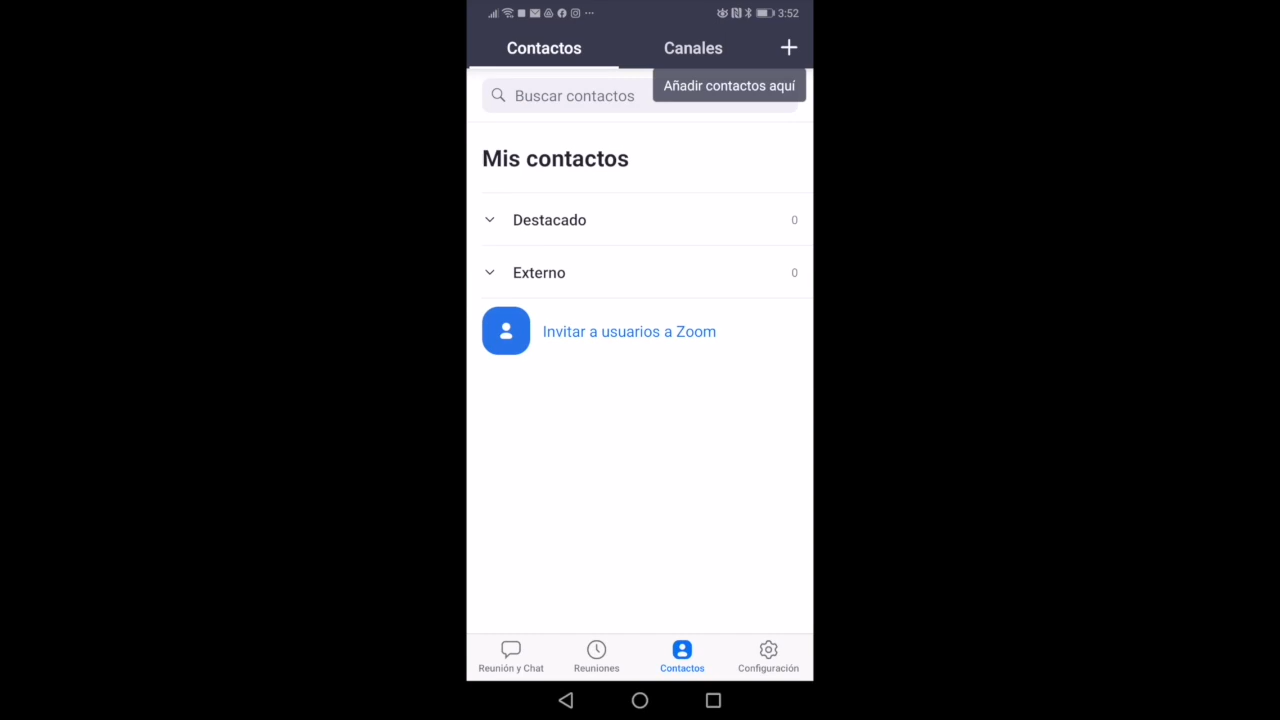 3:52
Contactos
Canales
Añadir contactos aquí
Buscar contactos
Mis contactos
Destacado
0
Externo
0
Invitar a usuarios a Zoom
Reunión y Chat
Reuniones
Contactos
Configuración